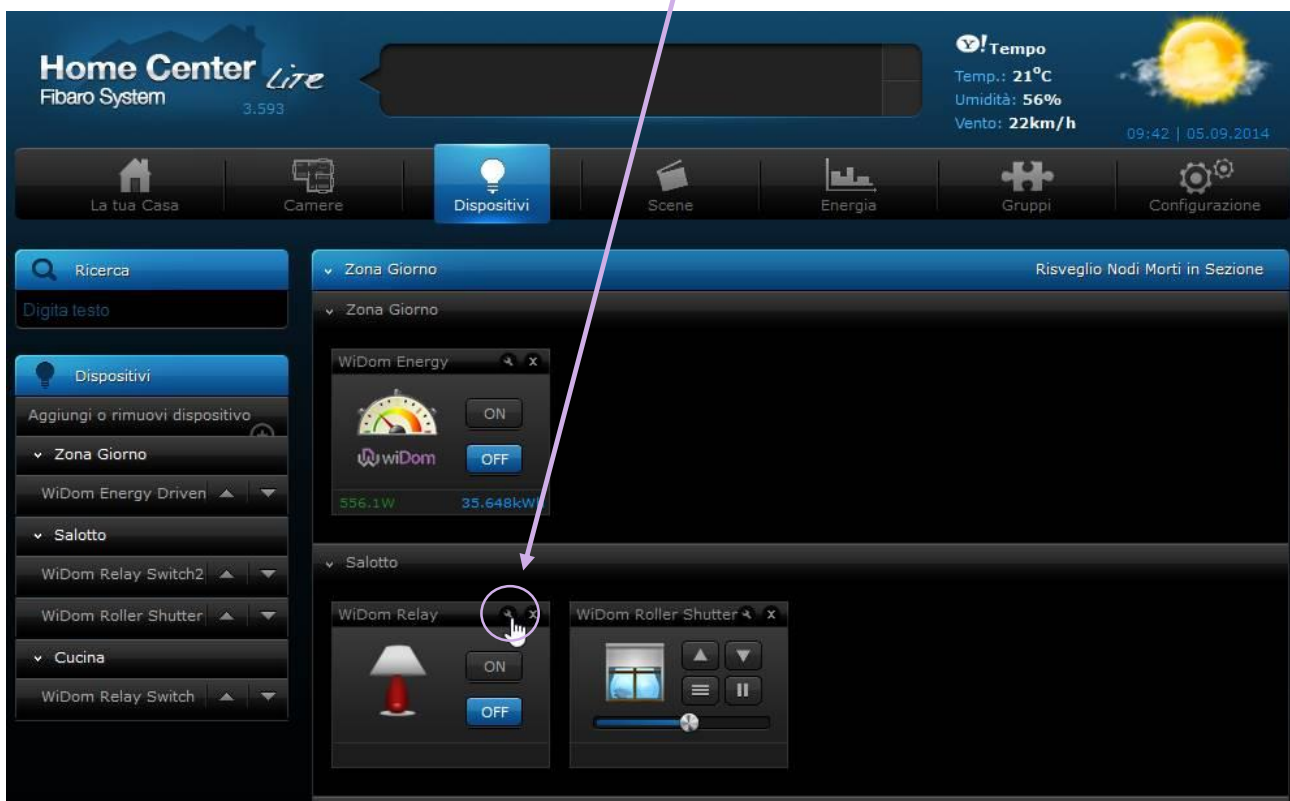 Home Center Lite
Fibaro System
3.593
Y! Tempo
Temp.: 21°C
Umidità: 56%
Vento: 22km/h
09:42 | 05.09.2014
La tua Casa
Camere
Dispositivi
Scene
Energia
Gruppi
Configurazione
Ricerca
Digita testo
Dispositivi
Aggiungi o rimuovi dispositivo
Zona Giorno
WiDom Energy Driven
Salotto
WiDom Relay Switch2
WiDom Roller Shutter
Cucina
WiDom Relay Switch
Zona Giorno
Risveglio Nodi Morti in Sezione
Zona Giorno
WiDom Energy
ON
wiDom
OFF
556.1W
35.648kWh
Salotto
WiDom Relay
ON
OFF
WiDom Roller Shutter